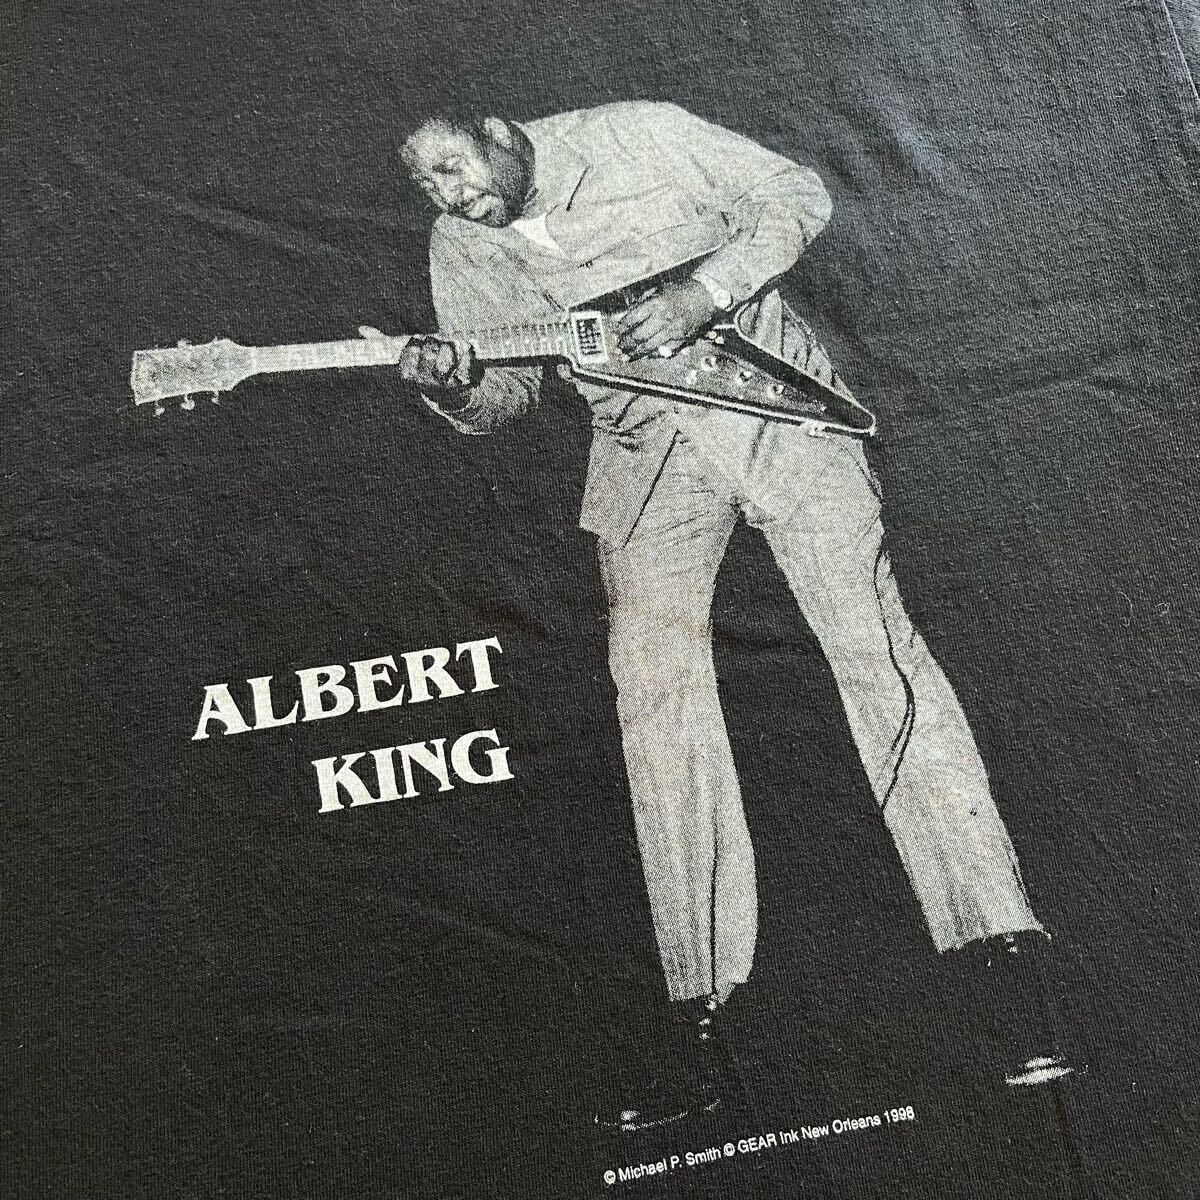 ALBERT
KING
© Michael P. Smith © GEAR Ink New Orleans 1998